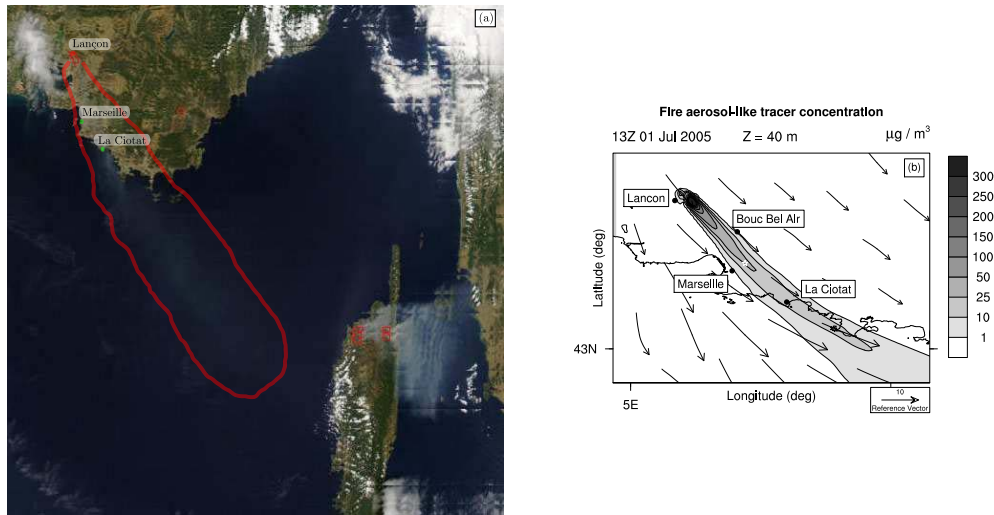 (a)
Lançon
Marseille
La Ciotat
Fire aerosol-like tracer concentration
13Z 01 Jul 2005 Z = 40 m μg / m³
(b)
Lancon
Bouc Bel Air
Marseille
La Ciotat
300
250
200
150
100
50
25
10
1
Latitude (deg)
43N
5E
Longitude (deg)
10
Reference Vector